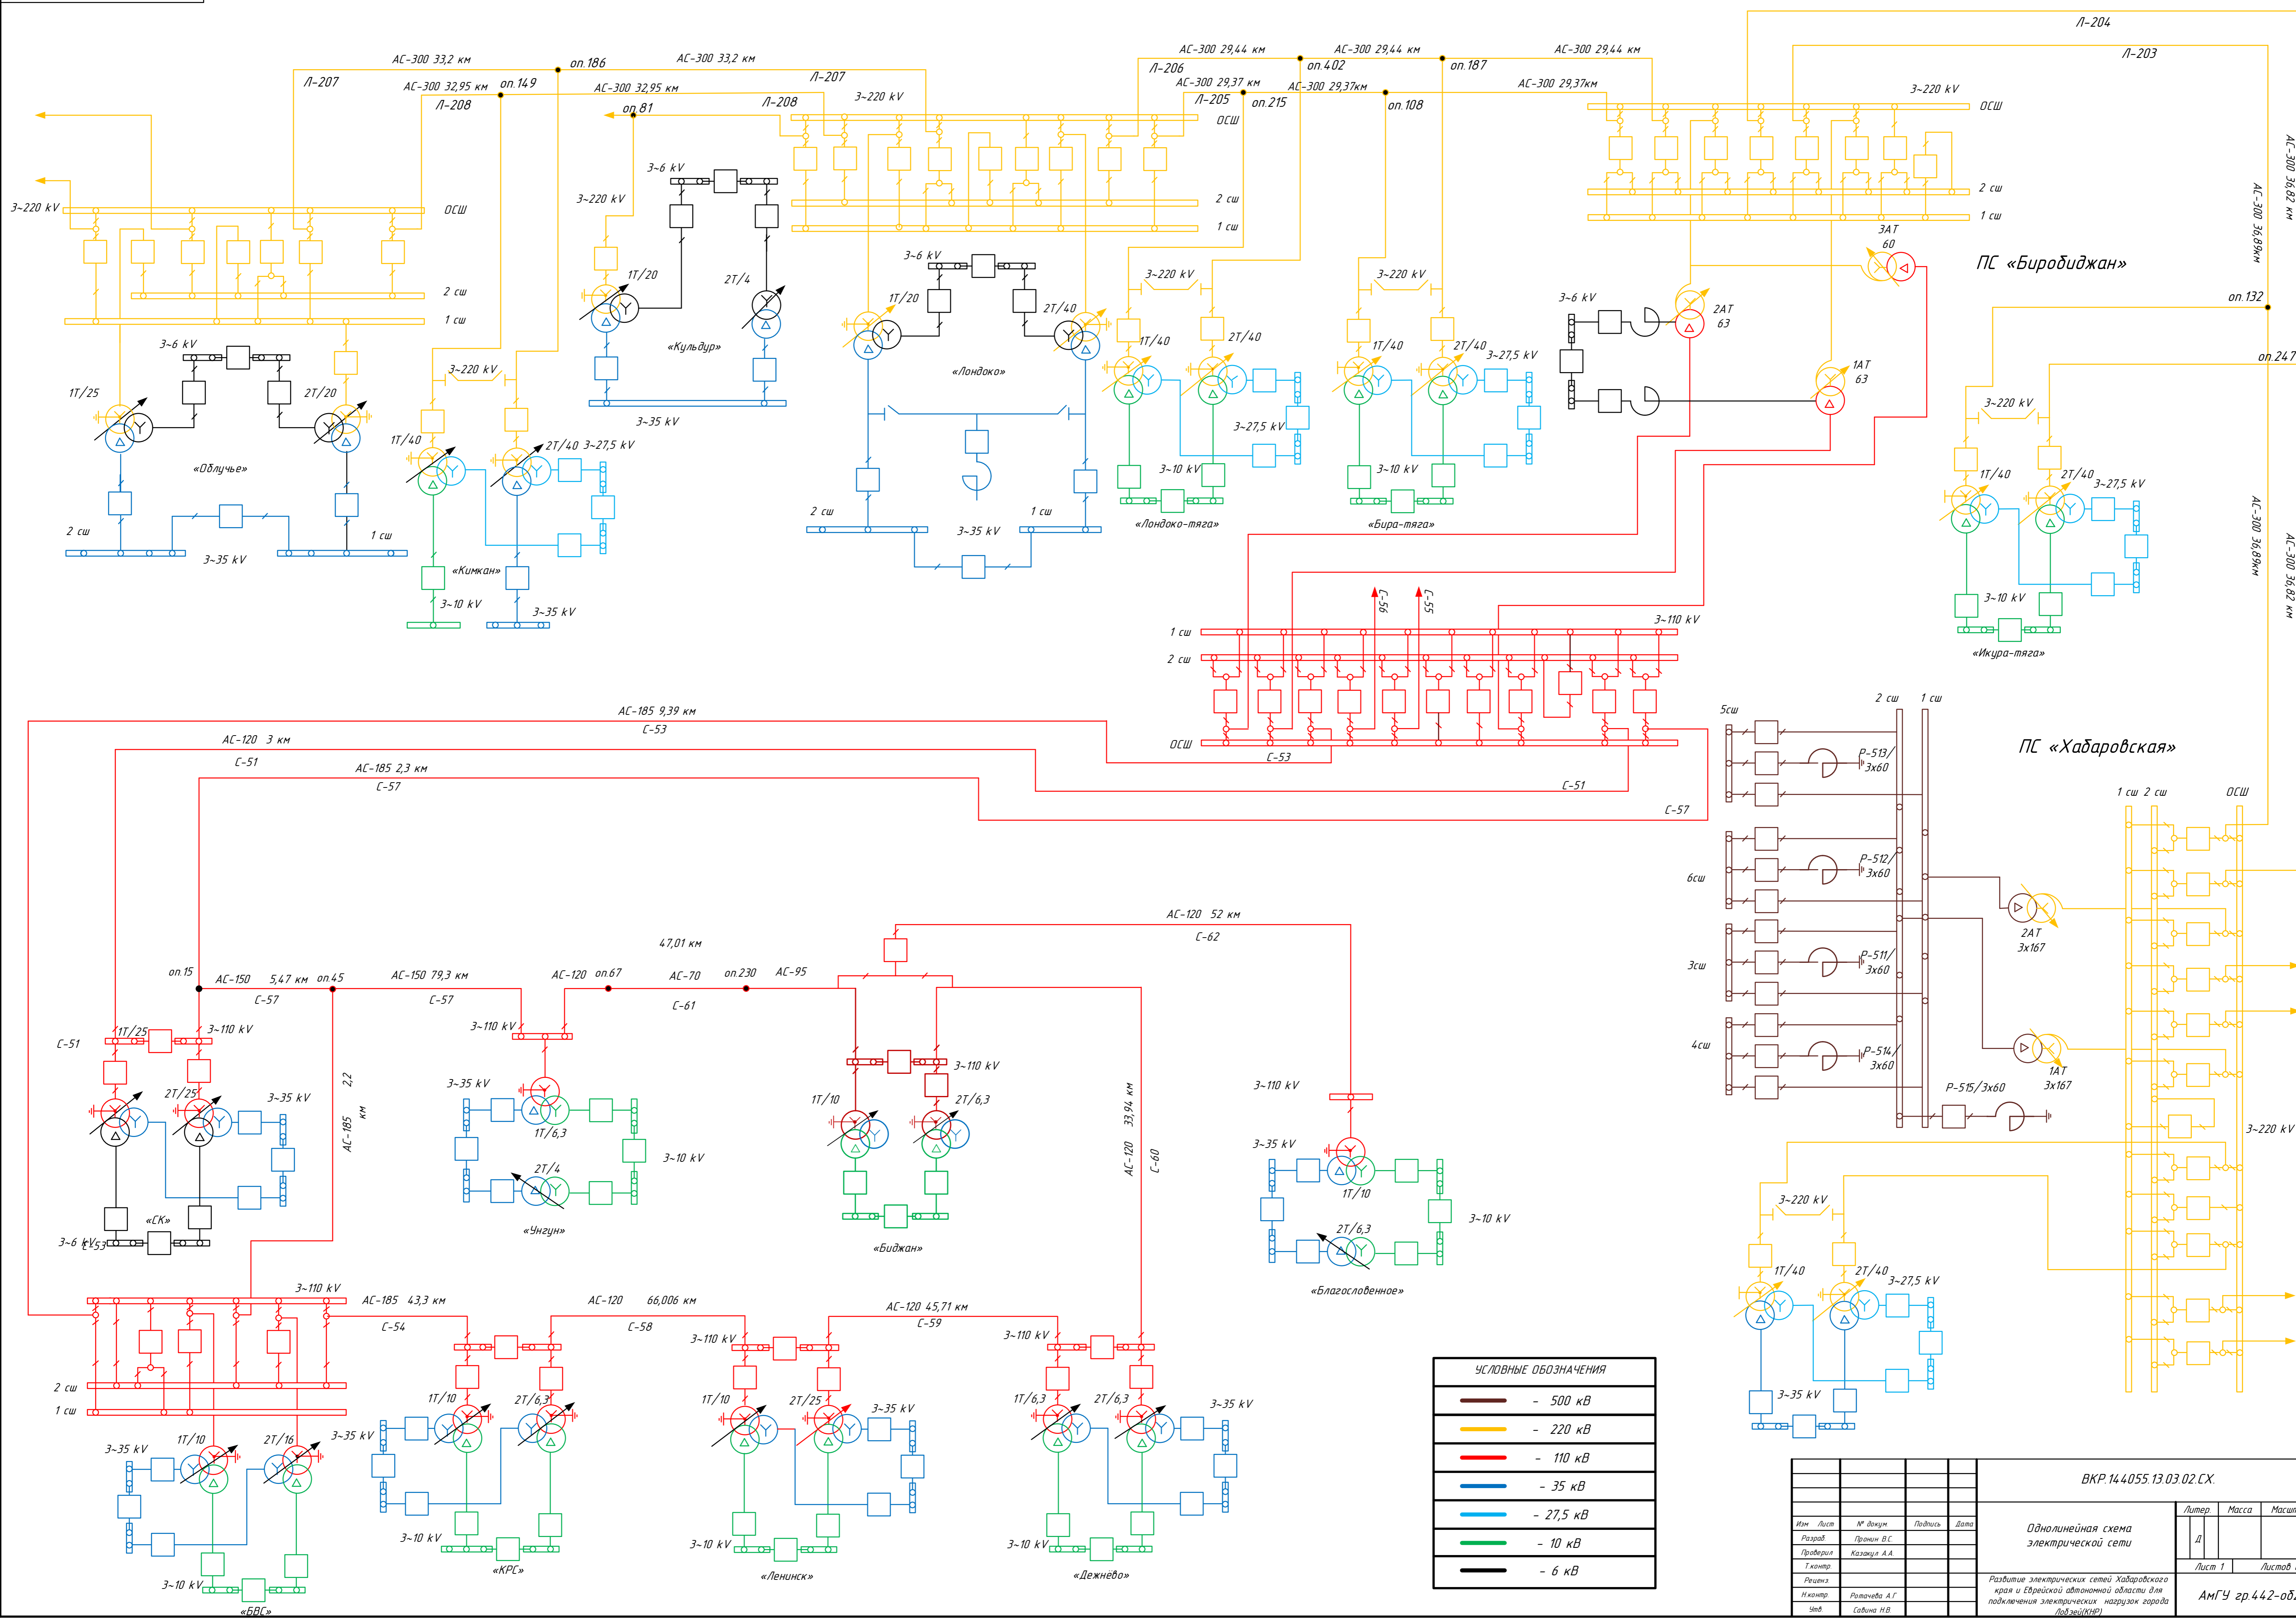 Л-204
Л-203
АС-300 33,2 км
оп.186
АС-300 33,2 км
Л-207
АС-300 32,95 км
оп.149
Л-208
АС-300 32,95 км
Л-207
Л-208
оп.81
3~220 kV
АС-300 29,44 км
Л-206
оп.402
АС-300 29,44 км
оп.187
АС-300 29,44 км
АС-300 29,37 км
Л-205
оп.215
АС-300 29,37км
оп.108
АС-300 29,37км
3~220 kV
ОСШ
2 сш
1 сш
ОСШ
2 сш
1 сш
3~220 kV
ОСШ
2 сш
1 сш
3~6 kV
1Т/25
2Т/20
«Облучье»
2 сш
1 сш
3~35 kV
3~220 kV
1Т/40
2Т/40
3~27,5 kV
«Кимкан»
3~10 kV
3~35 kV
3~6 kV
3~220 kV
1Т/20
2Т/4
«Кульдур»
3~35 kV
3~6 kV
1Т/20
2Т/40
«Лондоко»
2 сш
1 сш
3~35 kV
3~220 kV
1Т/40
2Т/40
3~27,5 kV
3~10 kV
«Лондоко-тяга»
3~220 kV
1Т/40
2Т/40
3~27,5 kV
3~10 kV
«Бира-тяга»
3АТ
60
ПС «Биробиджан»
3~6 kV
2АТ
63
1АТ
63
АС-300 36,89км
АС-300 36,82 км
оп.132
оп.247
АС-300 36,89км
АС-300 36,82 км
3~220 kV
1Т/40
2Т/40
3~27,5 kV
3~10 kV
«Икура-тяга»
С-56
С-55
3~110 kV
1 сш
2 сш
ОСШ
С-53
С-51
С-57
АС-185 9,39 км
С-53
АС-120 3 км
С-51
АС-185 2,3 км
С-57
ПС «Хабаровская»
2 сш
1 сш
5сш
Р-513/
3х60
6сш
Р-512/
3х60
3сш
Р-511/
3х60
4сш
Р-514/
3х60
Р-515/3х60
2АТ
3х167
1АТ
3х167
1 сш
2 сш
ОСШ
3~220 kV
3~220 kV
1Т/40
2Т/40
3~27,5 kV
3~35 kV
оп.15
АС-150 5,47 км
оп.45
С-57
АС-150 79,3 км
С-57
47,01 км
АС-120
оп.67
АС-70
оп.230
АС-95
С-61
АС-120 52 км
С-62
С-51
1Т/25
3~110 kV
2Т/25
3~35 kV
«СК»
3~6 kV
С-53
АС-185 2,2 км
3~110 kV
3~35 kV
1Т/6,3
3~10 kV
2Т/4
«Унгун»
3~110 kV
1Т/10
2Т/6,3
«Биджан»
АС-120 33,94 км
С-60
3~110 kV
3~35 kV
1Т/10
3~10 kV
2Т/6,3
«Благословенное»
3~110 kV
2 сш
1 сш
1Т/10
2Т/16
3~35 kV
3~10 kV
«БВС»
АС-185 43,3 км
С-54
1Т/10
2Т/6,3
3~35 kV
3~10 kV
«КРС»
АС-120 66,006 км
С-58
3~110 kV
1Т/10
2Т/25
3~35 kV
3~10 kV
«Ленинск»
АС-120 45,71 км
С-59
3~110 kV
1Т/6,3
2Т/6,3
3~35 kV
3~10 kV
«Дежнёво»
УСЛОВНЫЕ ОБОЗНАЧЕНИЯ
- 500 кВ
- 220 кВ
- 110 кВ
- 35 кВ
- 27,5 кВ
- 10 кВ
- 6 кВ
ВКР.144055.13.03.02.СХ.
Литер.
Масса
Изм Лист № докум. Подпись Дата
Разраб. Пронин В.С.
Проверил Казакул А.А.
Т.контр.
Реценз.
Н.контр. Ротачева А.Г.
Утв. Савина Н.В.
Однолинейная схема
электрической сети
Д
Лист 1
Листов
Развитие электрических сетей Хабаровского
края и Еврейской автономной области для
подключения электрических нагрузок города
Лобэй(КНР)
АмГУ гр.442-об